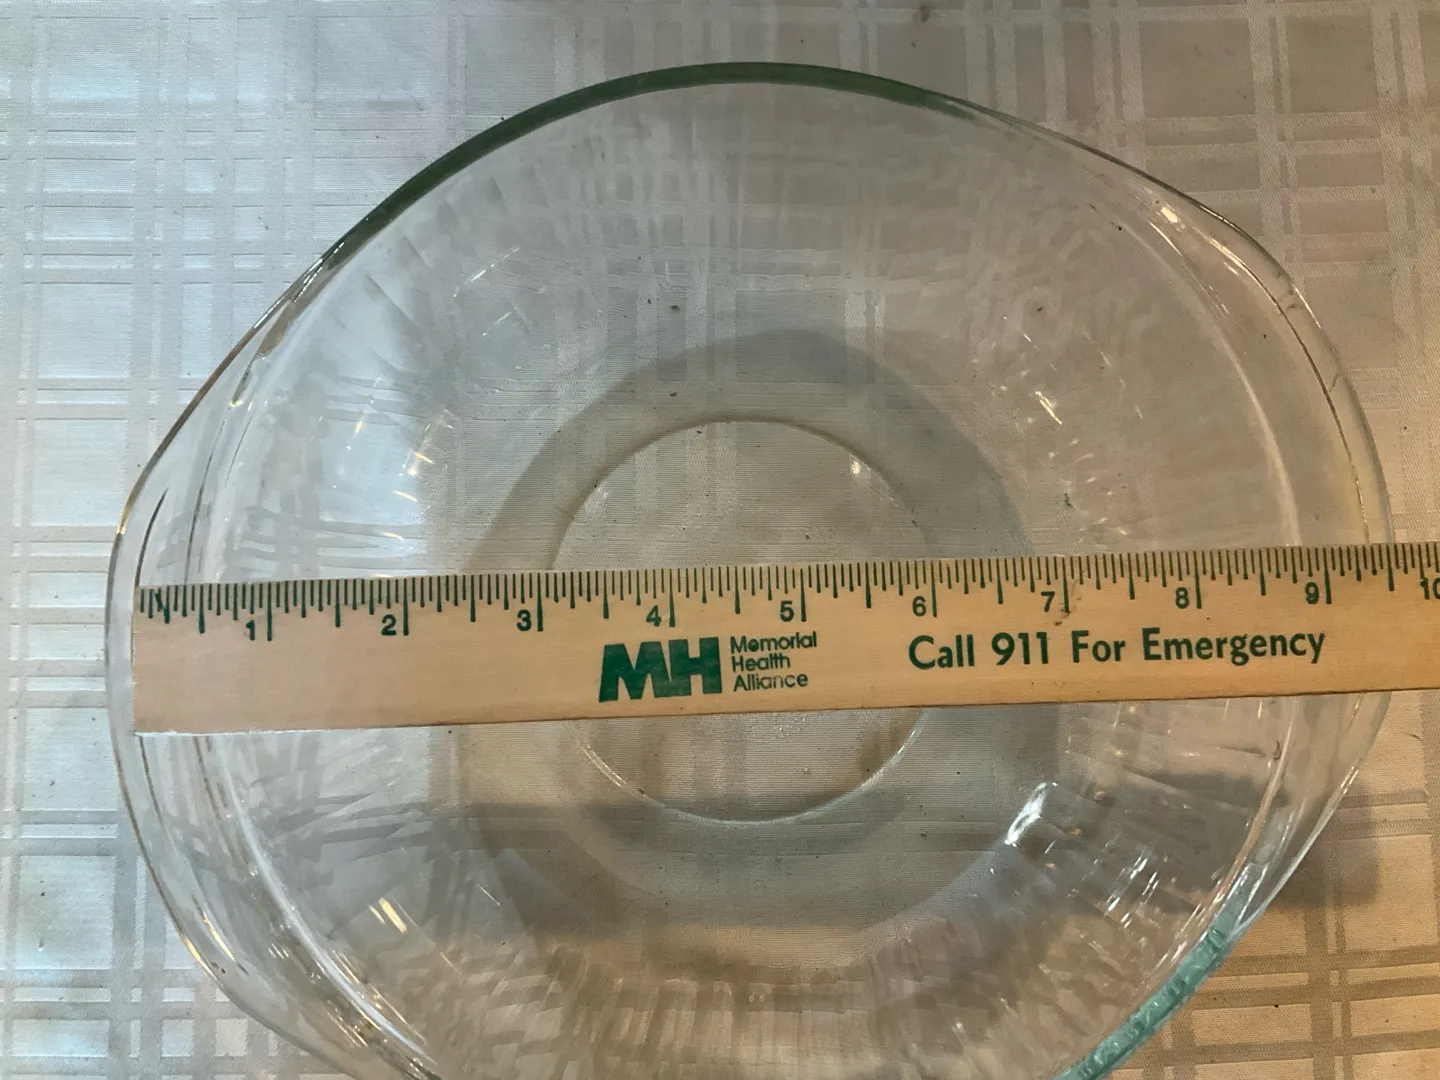 1 2 3 4 5 6 7 8 9 10
MH Memorial
Health
Alliance
Call 911 For Emergency